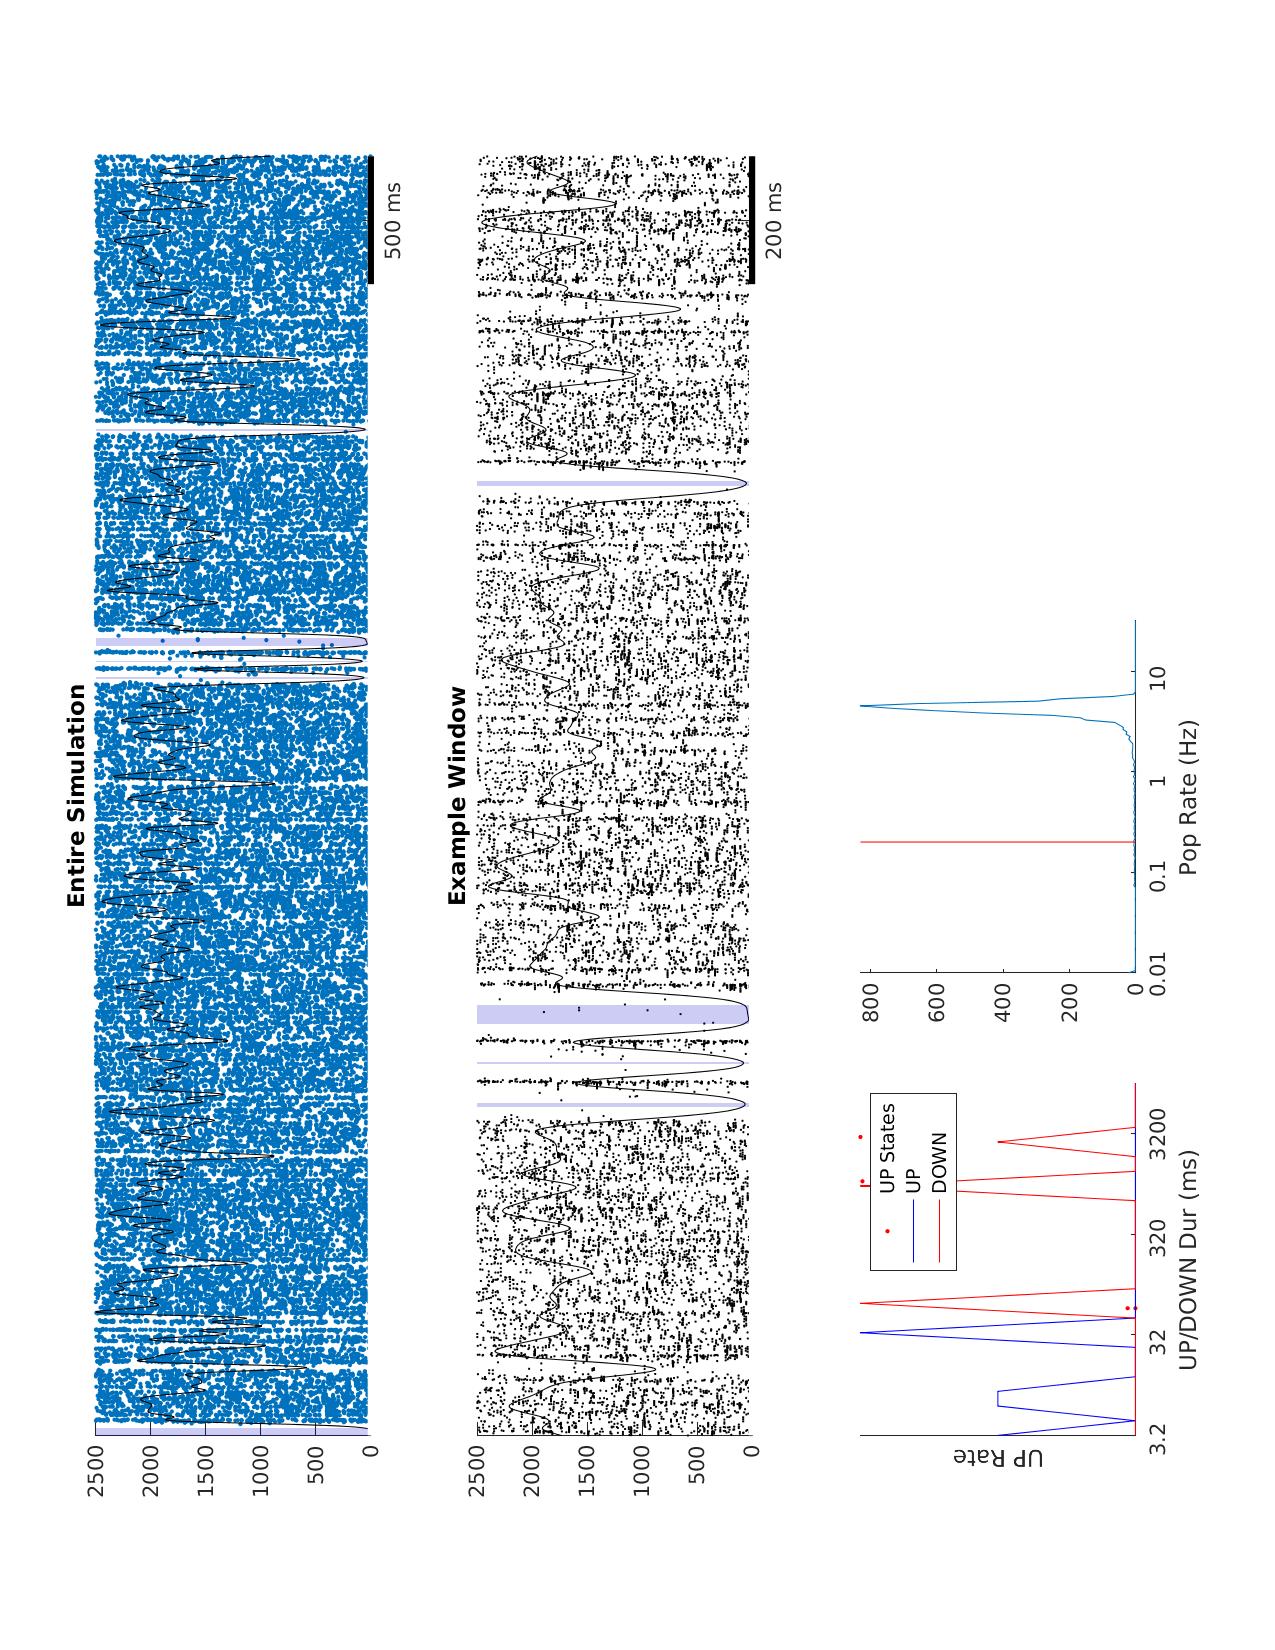 Entire Simulation
2500
2000
1500
1000
500
0
500 ms
Example Window
2500
2000
1500
1000
500
0
200 ms
UP Rate
UP States
UP
DOWN
3.2 32 320 3200
UP/DOWN Dur (ms)
800
600
400
200
0
0.01 0.1 1 10
Pop Rate (Hz)